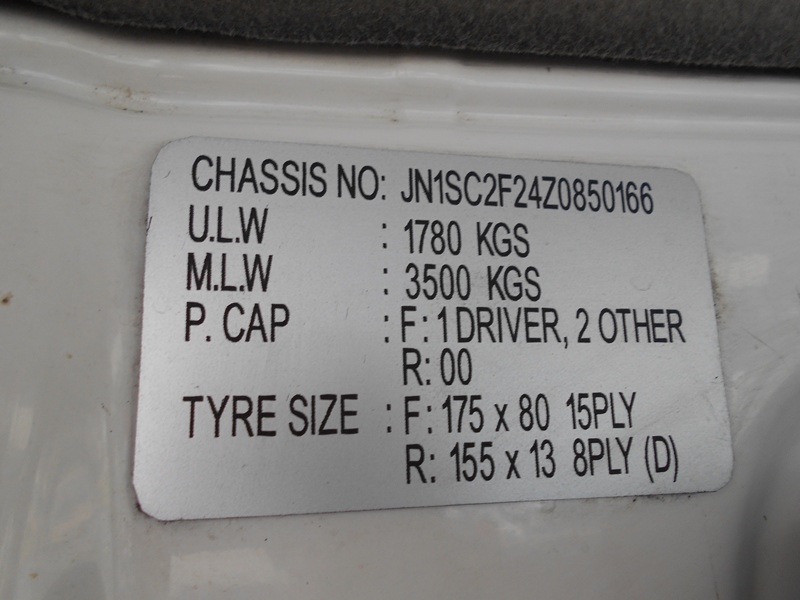 CHASSIS NO: JN1SC2F24Z0850166
U.L.W : 1780 KGS
M.L.W : 3500 KGS
P. CAP : F: 1 DRIVER, 2 OTHER
R: 00
TYRE SIZE : F: 175 x 80 15PLY
R: 155 x 13 8PLY (D)